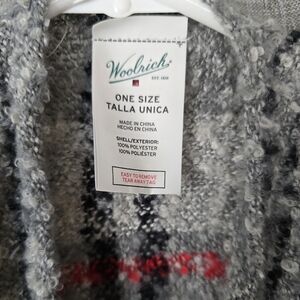 Woolrich
EST. 1830
ONE SIZE
TALLA UNICA
MADE IN CHINA
HECHO EN CHINA
SHELL/EXTERIOR:
100% POLYESTER
100% POLIÉSTER
EASY TO REMOVE
TEAR AWAY TAG